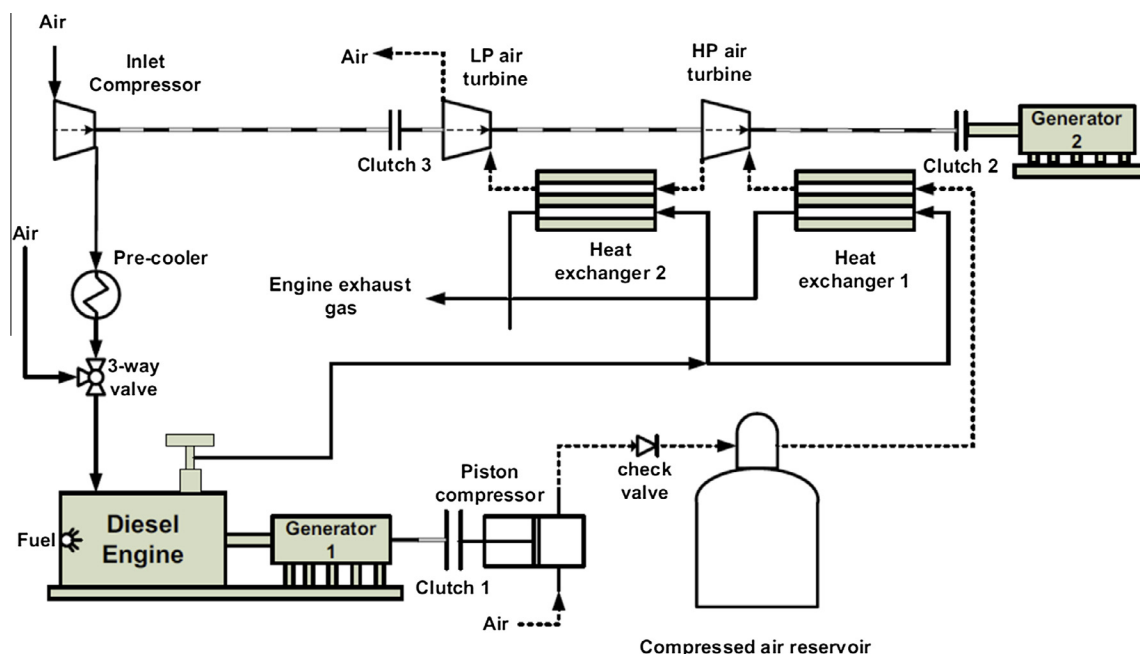 Air
Inlet
Compressor
Air
LP air
turbine
HP air
turbine
Clutch 3
Clutch 2
Generator
2
Air
Pre-cooler
Heat
exchanger 2
Heat
exchanger 1
Engine exhaust
gas
3-way
valve
Piston
compressor
check
valve
Fuel
Diesel
Engine
Generator
1
Clutch 1
Air
Compressed air reservoir